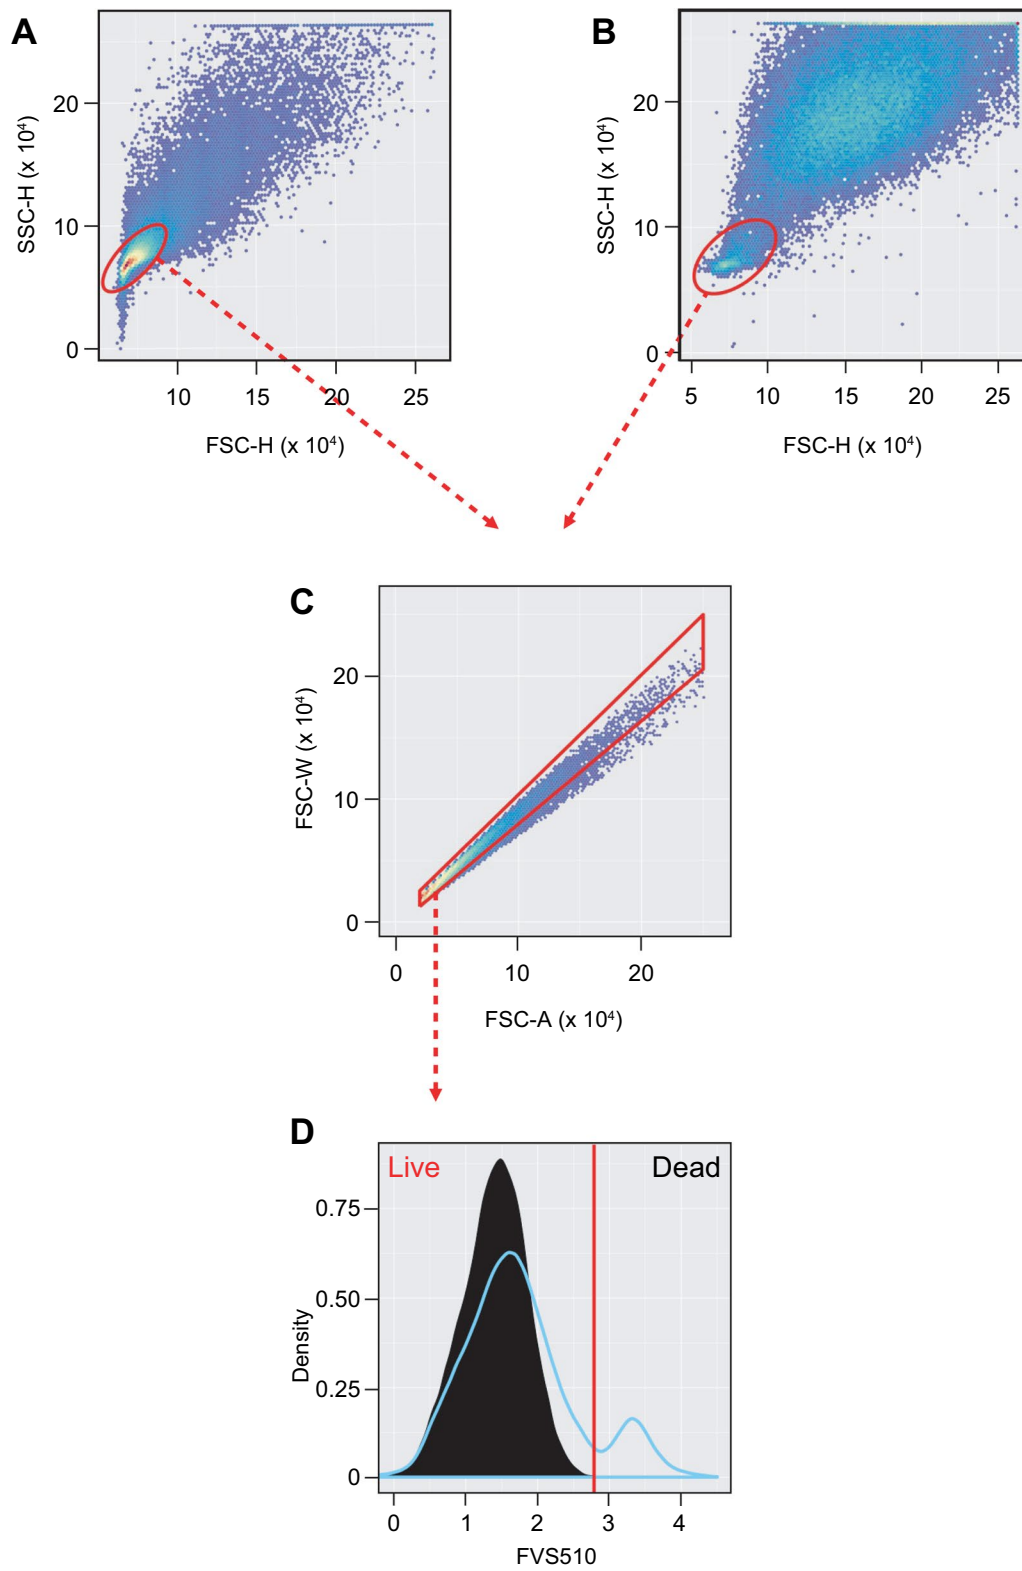 A
SSC-H (x 10⁴)
20
10
0
10 15 20 25
FSC-H (x 10⁴)
B
SSC-H (x 10⁴)
20
10
0
5 10 15 20 25
FSC-H (x 10⁴)
C
FSC-W (x 10⁴)
20
10
0
0 10 20
FSC-A (x 10⁴)
D
Live Dead
Density
0.75
0.50
0.25
0
0 1 2 3 4
FVS510